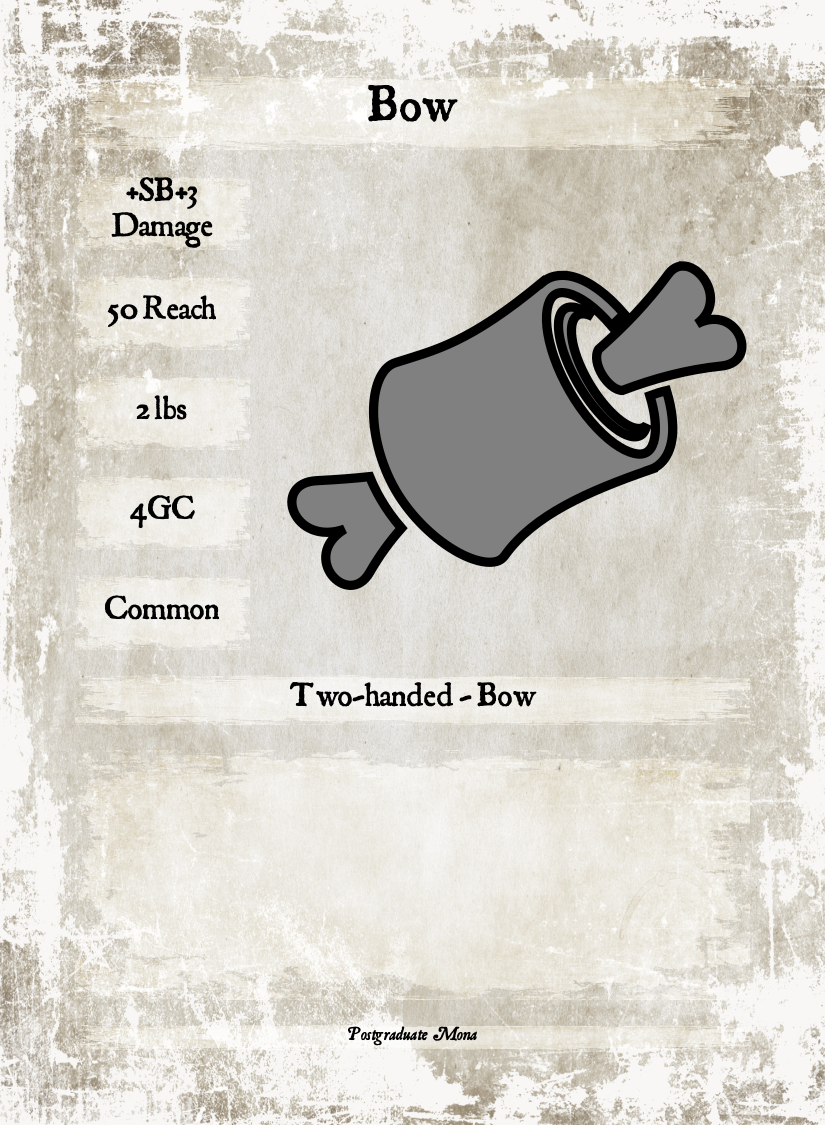 Bow
+SB+3
Damage
50 Reach
2 lbs
4GC
Common
Two-handed - Bow
Postgraduate Mona